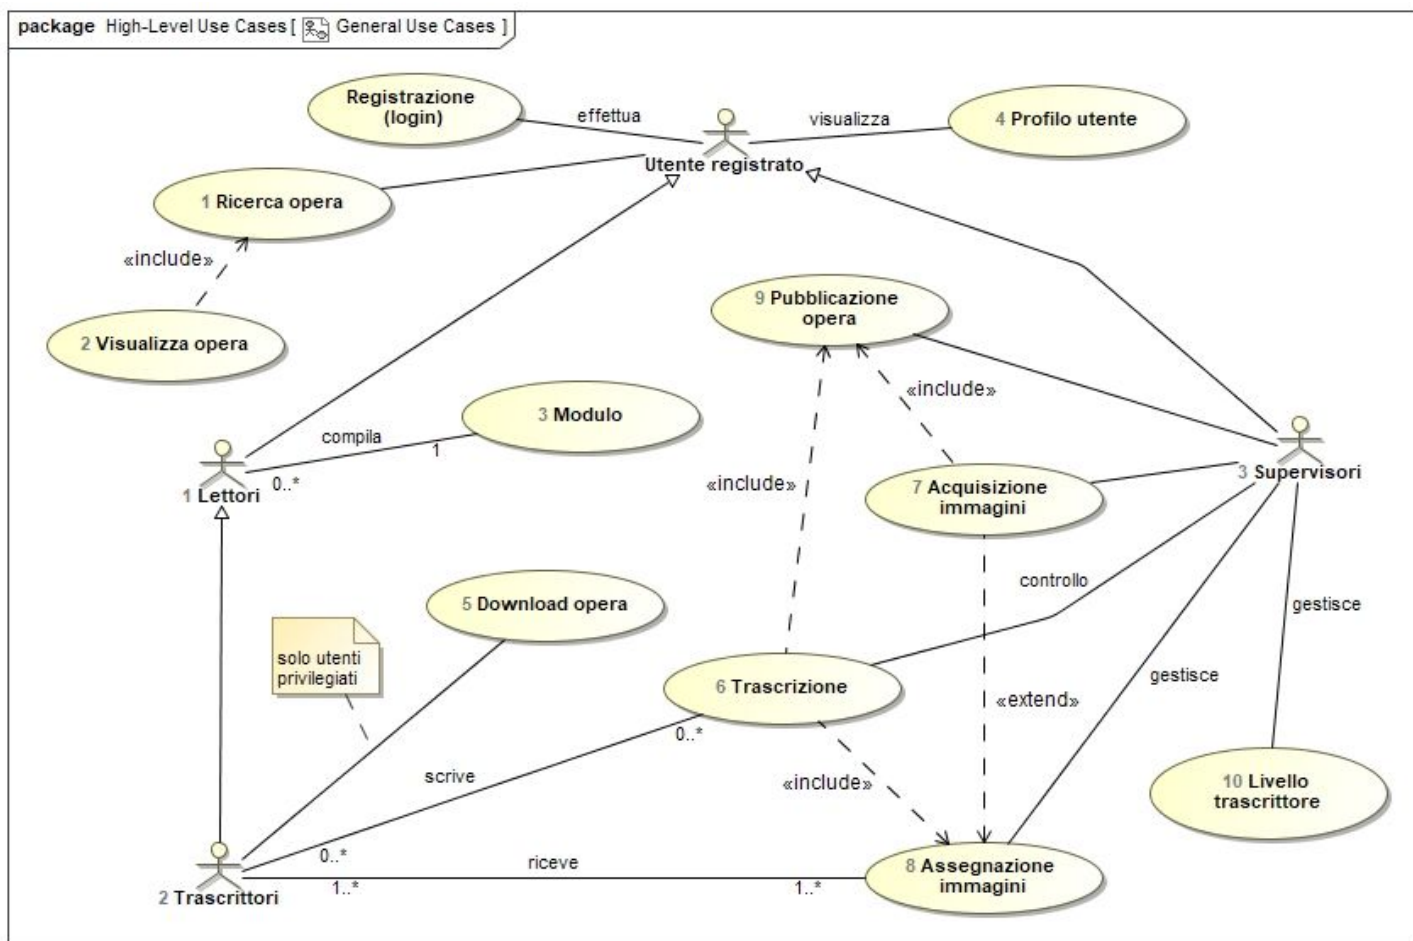 package High-Level Use Cases [ General Use Cases ]
Registrazione
(login)
effettua
visualizza
4 Profilo utente
Utente registrato
1 Ricerca opera
«include»
2 Visualizza opera
9 Pubblicazione
opera
«include»
3 Modulo
compila
1
0..*
1 Lettori
«include»
7 Acquisizione
immagini
3 Supervisori
controllo
gestisce
5 Download opera
solo utenti
privilegiati
6 Trascrizione
gestisce
«extend»
0..*
scrive
«include»
10 Livello
trascrittore
0..*
riceve
1..*
1..*
8 Assegnazione
immagini
2 Trascrittori